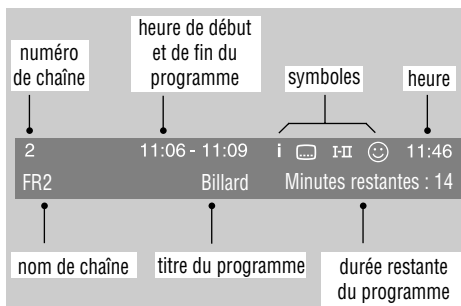 numéro
de chaîne
heure de début
et de fin du
programme
symboles
heure
2 11:06 - 11:09 i I-II 11:46
FR2 Billard Minutes restantes : 14
nom de chaîne
titre du programme
durée restante
du programme